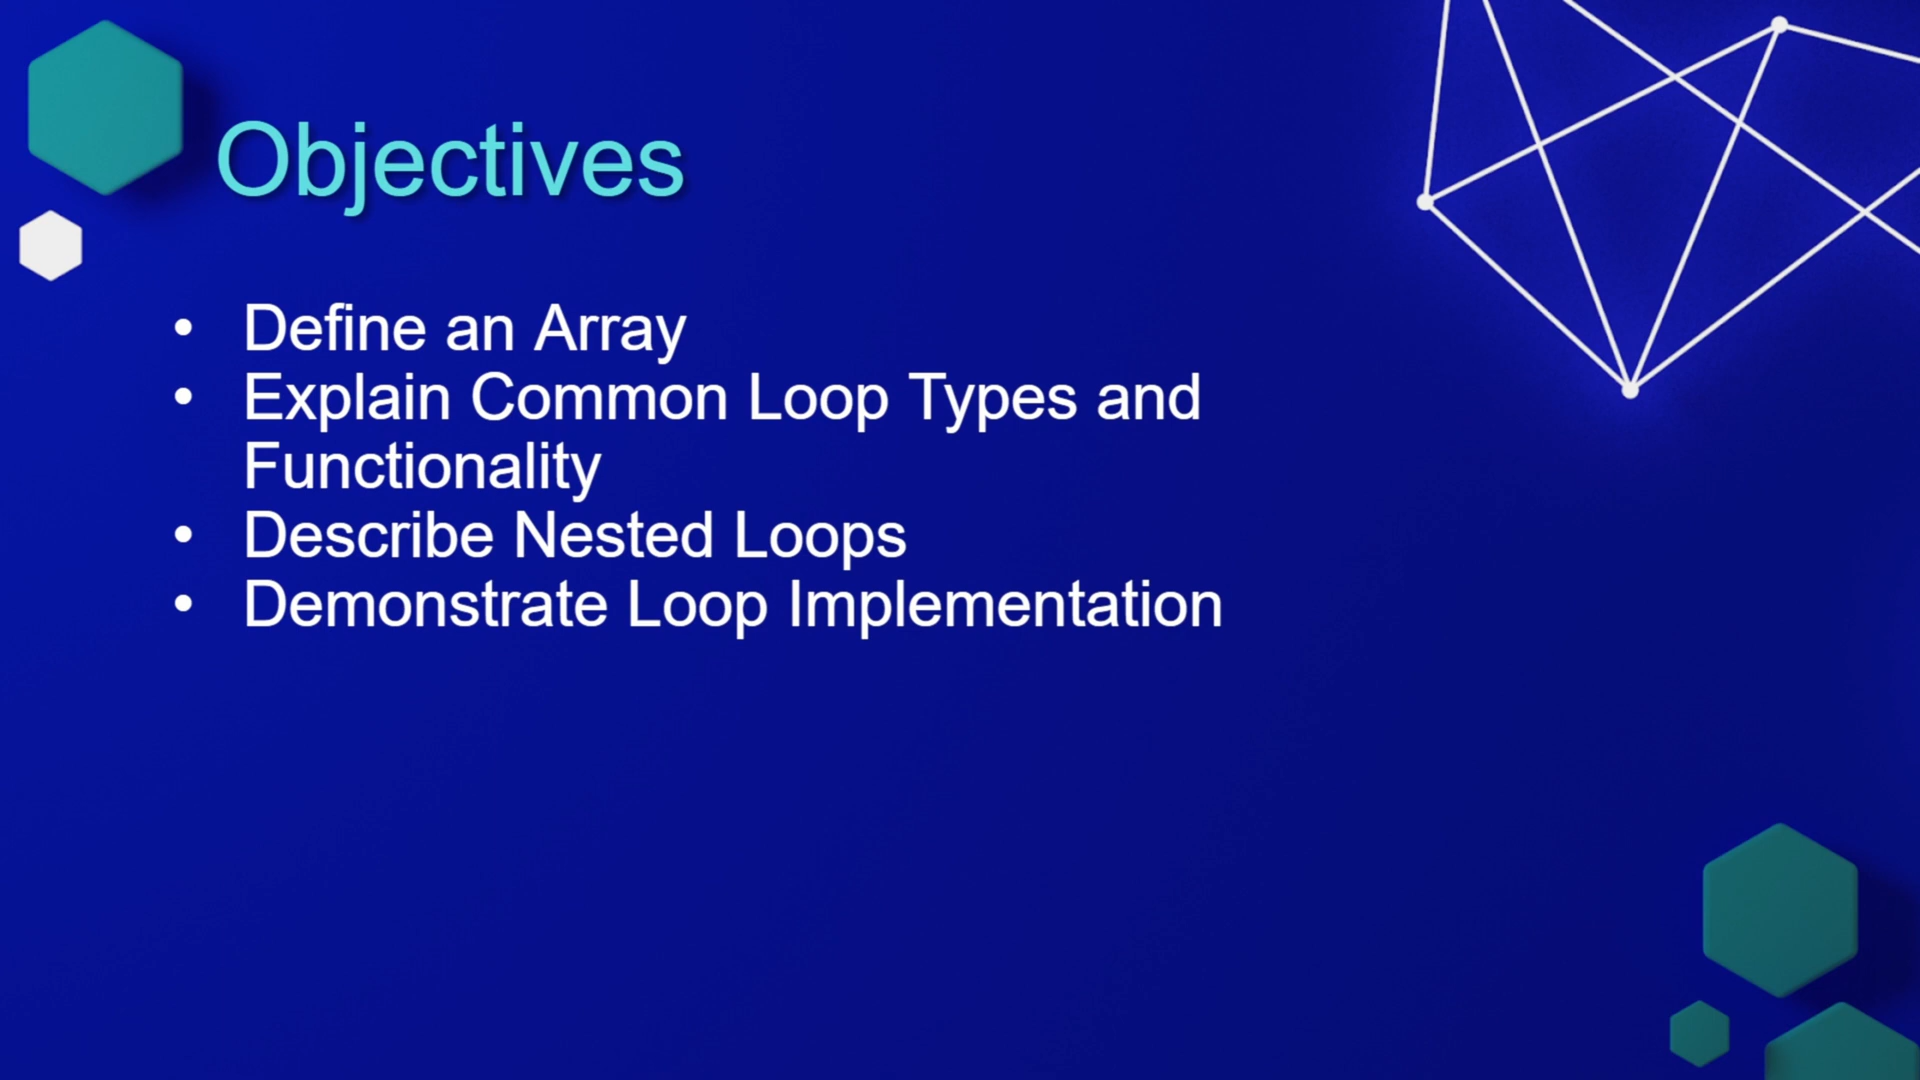 Objectives
• Define an Array
• Explain Common Loop Types and
Functionality
• Describe Nested Loops
• Demonstrate Loop Implementation